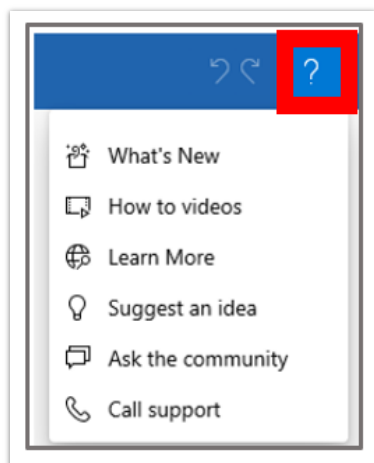 ?
What's New
How to videos
Learn More
Suggest an idea
Ask the community
Call support